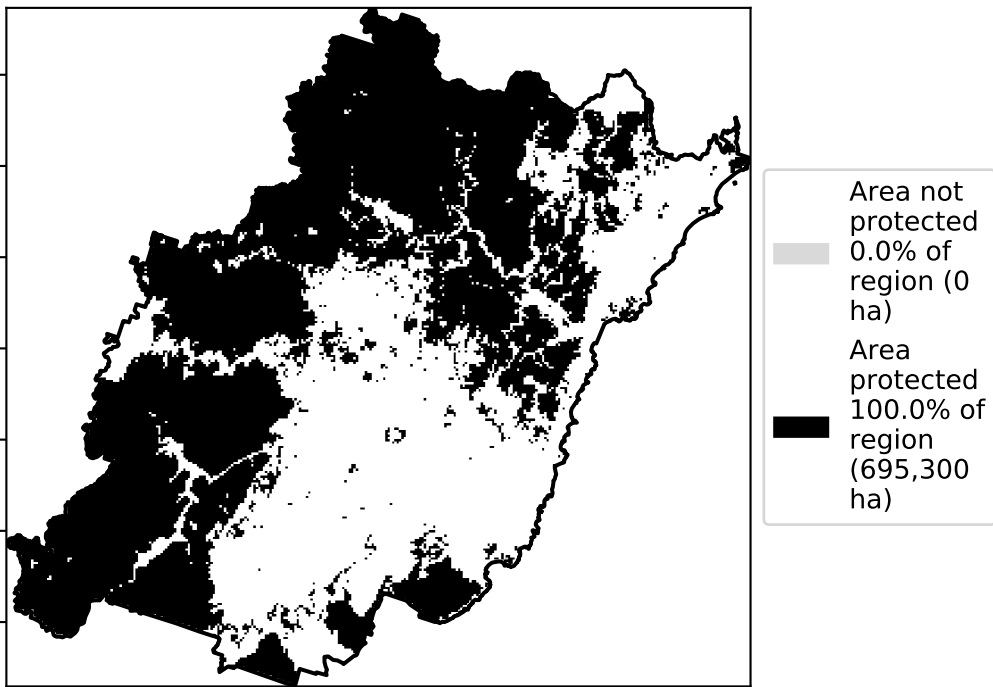 Area not
protected
0.0% of
region (0
ha)
Area
protected
100.0% of
region
(695,300
ha)